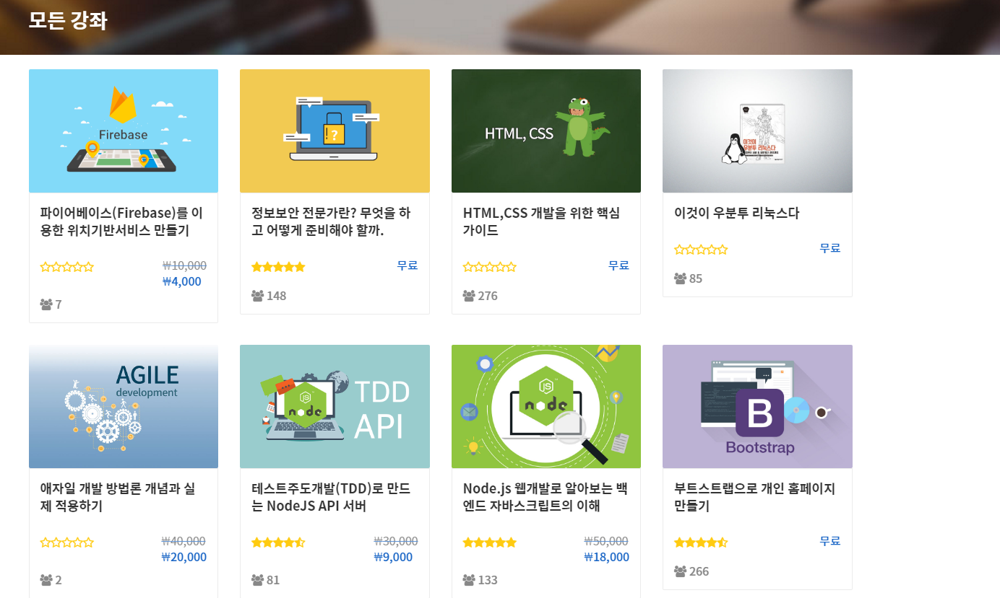 모든 강좌
Firebase
파이어베이스(Firebase)를 이
용한 위치기반서비스 만들기
₩10,000
₩4,000
7
?
정보보안 전문가란? 무엇을 하
고 어떻게 준비해야 할까.
무료
148
HTML, CSS
HTML,CSS 개발을 위한 핵심
가이드
무료
276
이것이
우분투 리눅스다
이것이 우분투 리눅스다
무료
85
AGILE
development
애자일 개발 방법론 개념과 실
제 적용하기
₩40,000
₩20,000
2
JS
node
TDD
API
테스트주도개발(TDD)로 만드
는 NodeJS API 서버
₩30,000
₩9,000
81
JS
node
Node.js 웹개발로 알아보는 백
엔드 자바스크립트의 이해
₩50,000
₩18,000
133
B
Bootstrap
부트스트랩으로 개인 홈페이지
만들기
무료
266